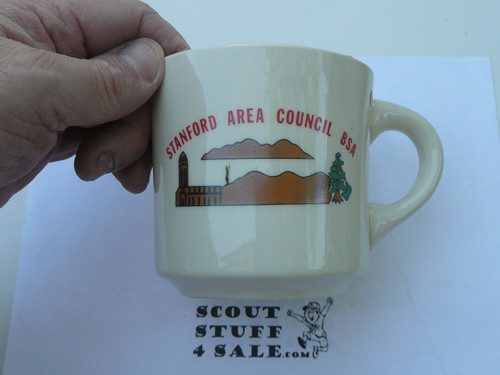 STANFORD AREA COUNCIL BSA
SCOUT
STUFF
4 SALE.COM